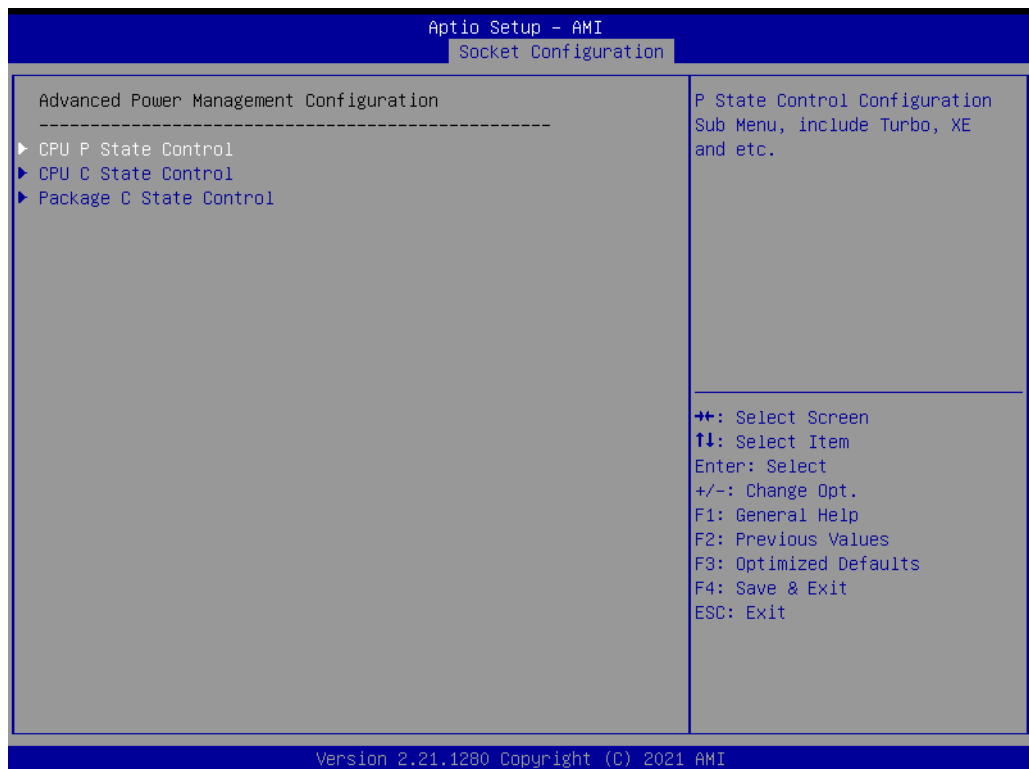 Aptio Setup – AMI
Socket Configuration
Advanced Power Management Configuration
--------------------------------------------------
▶ CPU P State Control
▶ CPU C State Control
▶ Package C State Control
P State Control Configuration
Sub Menu, include Turbo, XE
and etc.
→←: Select Screen
↑↓: Select Item
Enter: Select
+/-: Change Opt.
F1: General Help
F2: Previous Values
F3: Optimized Defaults
F4: Save & Exit
ESC: Exit
Version 2.21.1280 Copyright (C) 2021 AMI